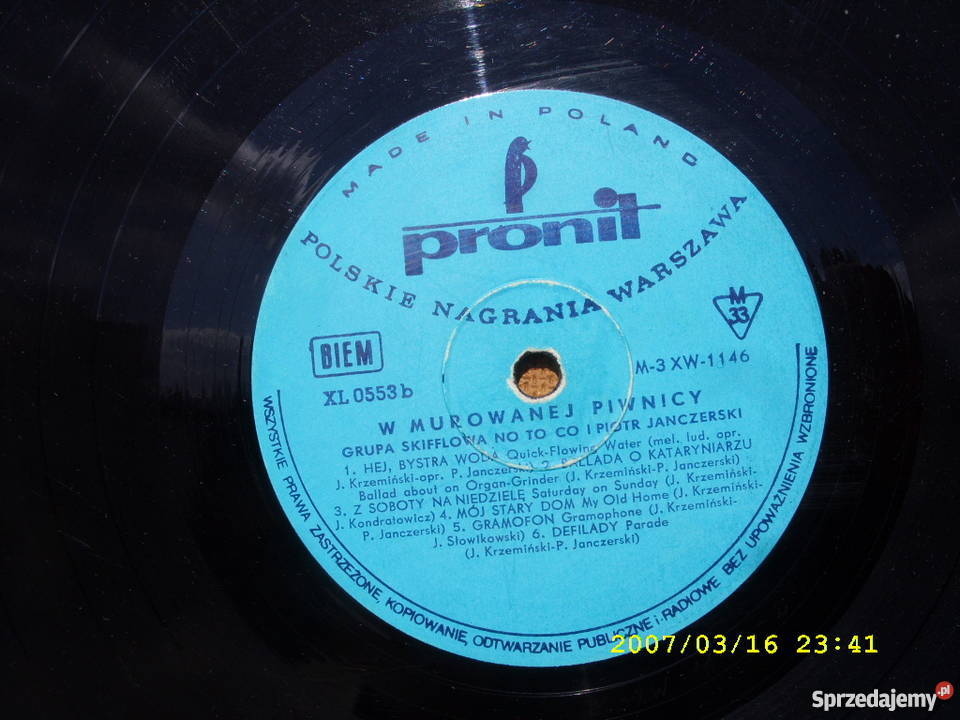 MADE IN POLAND
pronit
POLSKIE NAGRANIA WARSZAWA
M
33
BIEM
XL 0553 b
M-3 XW-1146
W MUROWANEJ PIWNICY
GRUPA SKIFFLOWA NO TO CO I PIOTR JANCZERSKI
1. HEJ, BYSTRA WODA Quick-Flowing Water (mel. lud. opr.
J. Krzemiński-opr. P. Janczerski) 2. BALLADA O KATARYNIARZU
Ballad about on Organ-Grinder (J. Krzemiński-P. Janczerski)
3. Z SOBOTY NA NIEDZIELĘ Saturday on Sunday (J. Krzemiński-
J. Kondratowicz) 4. MÓJ STARY DOM My Old Home (J. Krzemiński-
P. Janczerski) 5. GRAMOFON Gramophone (J. Krzemiński-
J. Słowikowski) 6. DEFILADY Parade
(J. Krzemiński-P. Janczerski)
WSZYSTKIE PRAWA ZASTRZEŻONE, KOPIOWANIE, ODTWARZANIE PUBLICZNE i RADIOWE BEZ UPOWAŻNIENIA WZBRONIONE
2007/03/16 23:41
Sprzedajemy.pl